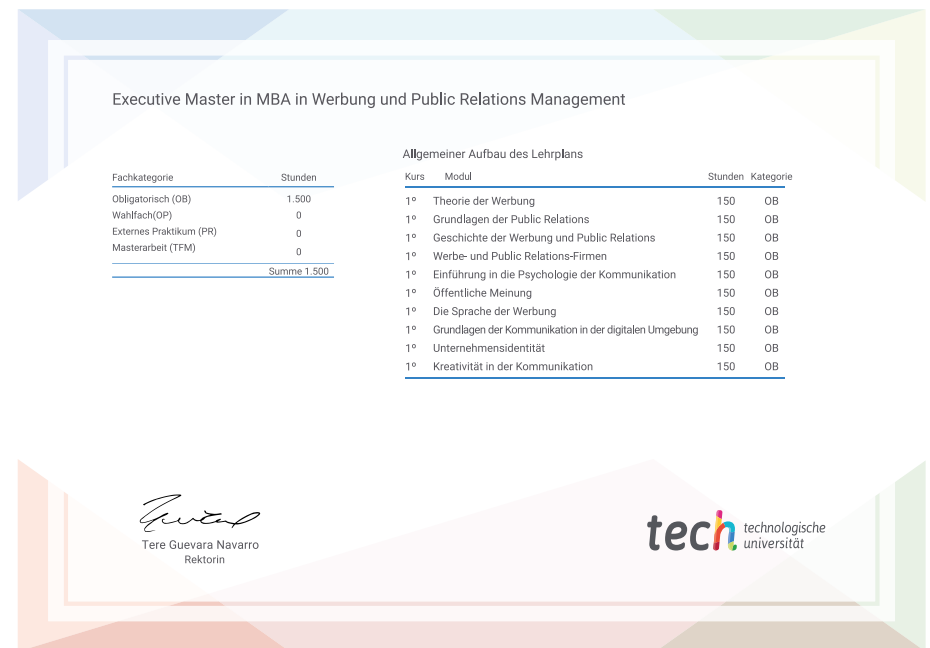 Executive Master in MBA in Werbung und Public Relations Management
Fachkategorie Stunden
Obligatorisch (OB) 1.500
Wahlfach(OP) 0
Externes Praktikum (PR) 0
Masterarbeit (TFM) 0
Summe 1.500
Allgemeiner Aufbau des Lehrplans
Kurs Modul Stunden Kategorie
1º Theorie der Werbung 150 OB
1º Grundlagen der Public Relations 150 OB
1º Geschichte der Werbung und Public Relations 150 OB
1º Werbe- und Public Relations-Firmen 150 OB
1º Einführung in die Psychologie der Kommunikation 150 OB
1º Öffentliche Meinung 150 OB
1º Die Sprache der Werbung 150 OB
1º Grundlagen der Kommunikation in der digitalen Umgebung 150 OB
1º Unternehmensidentität 150 OB
1º Kreativität in der Kommunikation 150 OB
Tere Guevara Navarro
Rektorin
tech technologische
universität